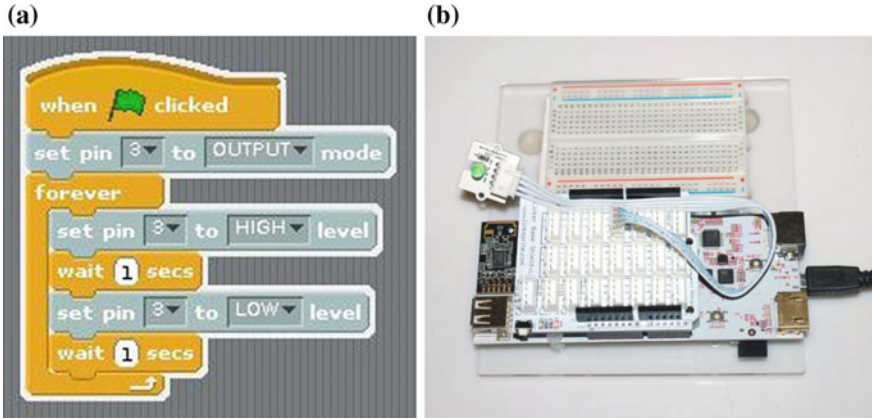 (a)
when clicked
set pin 3 to OUTPUT mode
forever
set pin 3 to HIGH level
wait 1 secs
set pin 3 to LOW level
wait 1 secs
(b)